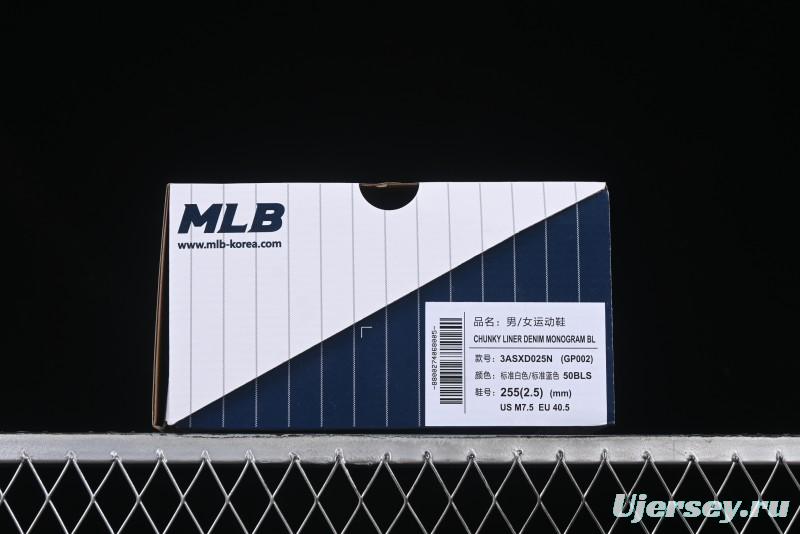 MLB
www.mlb-korea.com
品名：男/女运动鞋
CHUNKY LINER DENIM MONOGRAM BL
款号：3ASXD025N (GP002)
颜色：标准白色/标准蓝色 50BLS
鞋号：255(2.5) (mm)
US M7.5 EU 40.5
-8800274068005-
Ujersey.ru